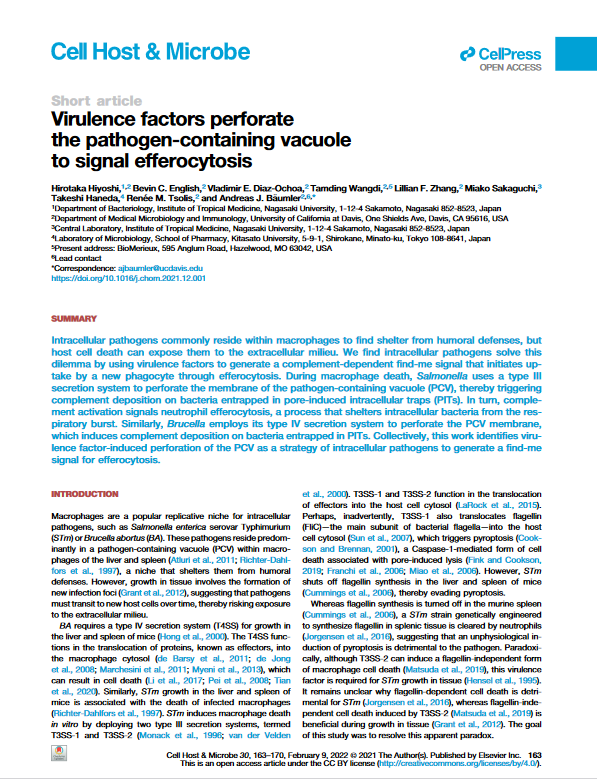 Cell Host & Microbe
CelPress
OPEN ACCESS
Short article
Virulence factors perforate
the pathogen-containing vacuole
to signal efferocytosis
Hirotaka Hiyoshi,1,2 Bevin C. English,2 Vladimir E. Diaz-Ochoa,2 Tamding Wangdi,2,5 Lillian F. Zhang,2 Miako Sakaguchi,3
Takeshi Haneda,4 Renée M. Tsolis,2 and Andreas J. Bäumler2,6,*
1Department of Bacteriology, Institute of Tropical Medicine, Nagasaki University, 1-12-4 Sakamoto, Nagasaki 852-8523, Japan
2Department of Medical Microbiology and Immunology, University of California at Davis, One Shields Ave, Davis, CA 95616, USA
3Central Laboratory, Institute of Tropical Medicine, Nagasaki University, 1-12-4 Sakamoto, Nagasaki 852-8523, Japan
4Laboratory of Microbiology, School of Pharmacy, Kitasato University, 5-9-1, Shirokane, Minato-ku, Tokyo 108-8641, Japan
5Present address: BioMerieux, 595 Anglum Road, Hazelwood, MO 63042, USA
6Lead contact
*Correspondence: ajbaumler@ucdavis.edu
https://doi.org/10.1016/j.chom.2021.12.001
SUMMARY
Intracellular pathogens commonly reside within macrophages to find shelter from humoral defenses, but
host cell death can expose them to the extracellular milieu. We find intracellular pathogens solve this
dilemma by using virulence factors to generate a complement-dependent find-me signal that initiates up-
take by a new phagocyte through efferocytosis. During macrophage death, Salmonella uses a type III
secretion system to perforate the membrane of the pathogen-containing vacuole (PCV), thereby triggering
complement deposition on bacteria entrapped in pore-induced intracellular traps (PITs). In turn, comple-
ment activation signals neutrophil efferocytosis, a process that shelters intracellular bacteria from the res-
piratory burst. Similarly, Brucella employs its type IV secretion system to perforate the PCV membrane,
which induces complement deposition on bacteria entrapped in PITs. Collectively, this work identifies viru-
lence factor-induced perforation of the PCV as a strategy of intracellular pathogens to generate a find-me
signal for efferocytosis.
INTRODUCTION
Macrophages are a popular replicative niche for intracellular
pathogens, such as Salmonella enterica serovar Typhimurium
(STm) or Brucella abortus (BA). These pathogens reside predom-
inantly in a pathogen-containing vacuole (PCV) within mac-
rophages of the liver and spleen (Atluri et al., 2011; Richter-Dahl-
fors et al., 1997), a niche that shelters them from humoral
defenses. However, growth in tissue involves the formation of
new infection foci (Grant et al., 2012), suggesting that pathogens
must transit to new host cells over time, thereby risking exposure
to the extracellular milieu.
BA requires a type IV secretion system (T4SS) for growth in
the liver and spleen of mice (Hong et al., 2000). The T4SS func-
tions in the translocation of proteins, known as effectors, into
the macrophage cytosol (de Barsy et al., 2011; de Jong
et al., 2008; Marchesini et al., 2011; Myeni et al., 2013), which
can result in cell death (Li et al., 2017; Pei et al., 2008; Tian
et al., 2020). Similarly, STm growth in the liver and spleen of
mice is associated with the death of infected macrophages
(Richter-Dahlfors et al., 1997). STm induces macrophage death
in vitro by deploying two type III secretion systems, termed
T3SS-1 and T3SS-2 (Monack et al., 1996; van der Velden
et al., 2000). T3SS-1 and T3SS-2 function in the translocation
of effectors into the host cell cytosol (LaRock et al., 2015).
Perhaps, inadvertently, T3SS-1 also translocates flagellin
(FliC)—the main subunit of bacterial flagella—into the host
cell cytosol (Sun et al., 2007), which triggers pyroptosis (Cook-
son and Brennan, 2001), a Caspase-1-mediated form of cell
death associated with pore-induced lysis (Fink and Cookson,
2019; Franchi et al., 2006; Miao et al., 2006). However, STm
shuts off flagellin synthesis in the liver and spleen of mice
(Cummings et al., 2006), thereby evading pyroptosis.
Whereas flagellin synthesis is turned off in the murine spleen
(Cummings et al., 2006), a STm strain genetically engineered
to synthesize flagellin in splenic tissue is cleared by neutrophils
(Jorgensen et al., 2016), suggesting that an unphysiological in-
duction of pyroptosis is detrimental to the pathogen. Paradoxi-
cally, although T3SS-2 can induce a flagellin-independent form
of macrophage cell death (Matsuda et al., 2019), this virulence
factor is required for STm growth in tissue (Hensel et al., 1995).
It remains unclear why flagellin-dependent cell death is detri-
mental for STm (Jorgensen et al., 2016), whereas flagellin-inde-
pendent cell death induced by T3SS-2 (Matsuda et al., 2019) is
beneficial during growth in tissue (Grant et al., 2012). The goal
of this study was to resolve this apparent paradox.
Cell Host & Microbe 30, 163–170, February 9, 2022 © 2021 The Author(s). Published by Elsevier Inc. 163
This is an open access article under the CC BY license (http://creativecommons.org/licenses/by/4.0/).